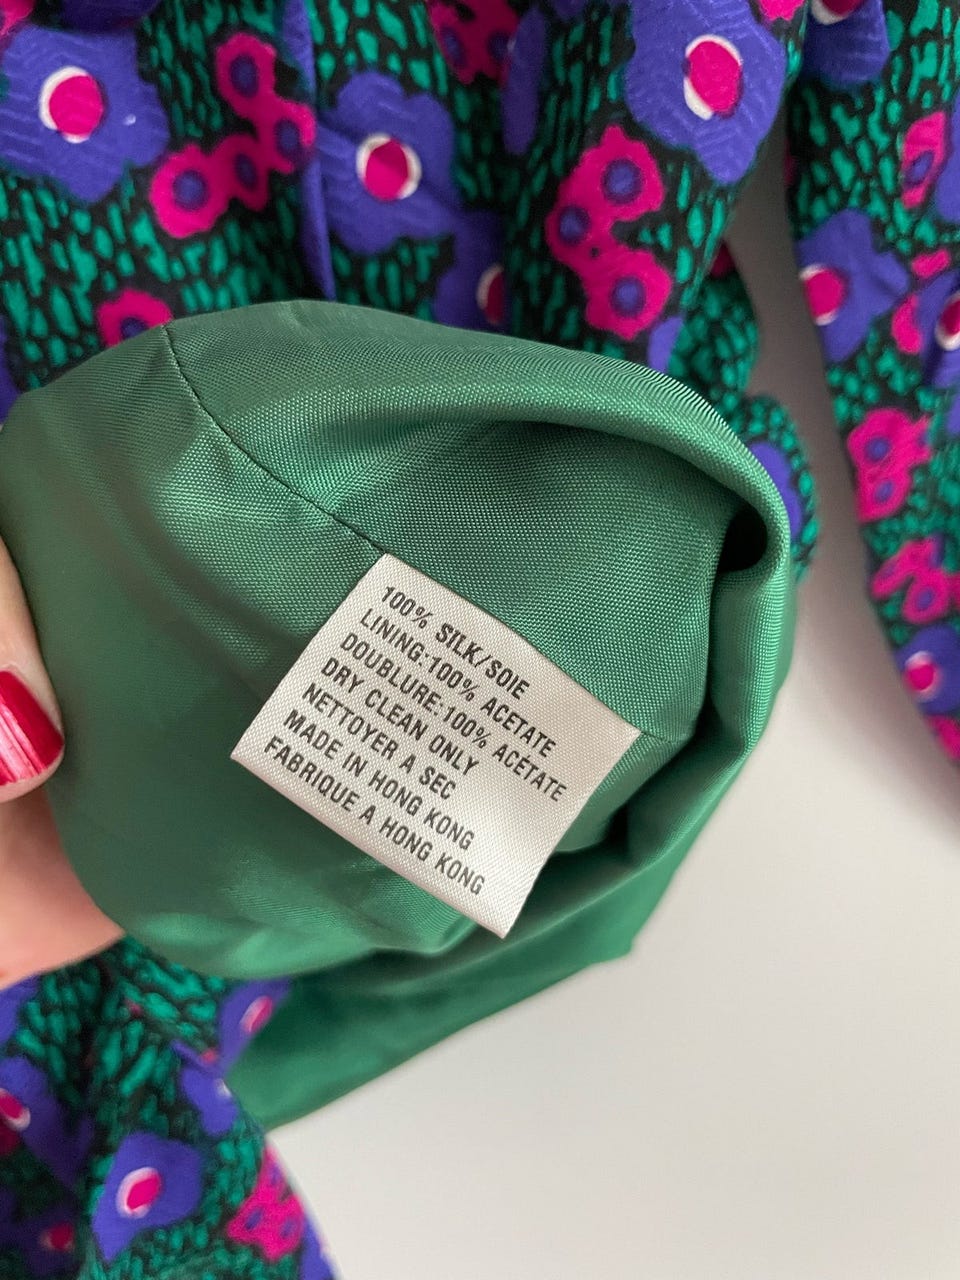 100% SILK/SOIE
LINING:100% ACETATE
DOUBLURE:100% ACÉTATE
DRY CLEAN ONLY
NETTOYER A SEC
MADE IN HONG KONG
FABRIQUE A HONG KONG